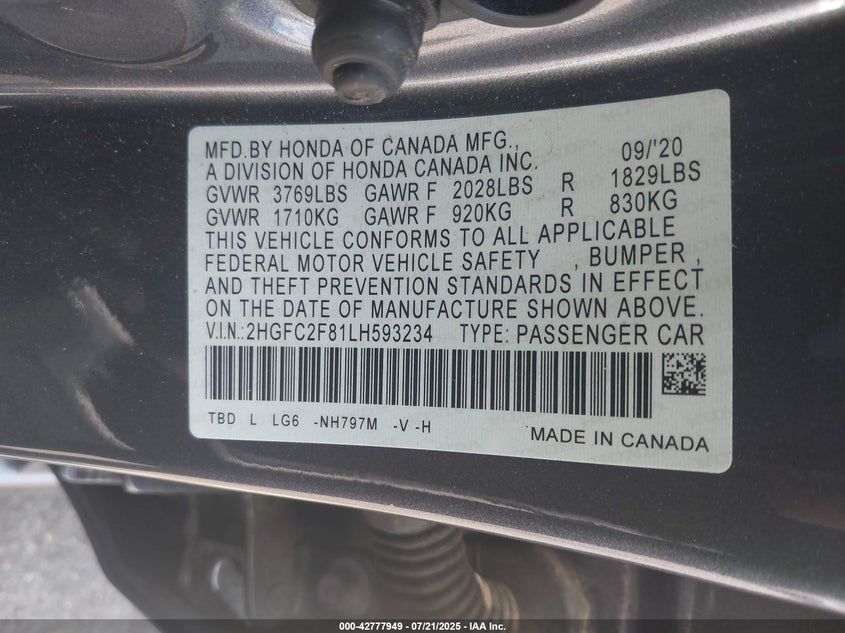 MFD.BY HONDA OF CANADA MFG., 09/'20
A DIVISION OF HONDA CANADA INC.
GVWR 3769LBS GAWR F 2028LBS R 1829LBS
GVWR 1710KG GAWR F 920KG R 830KG
THIS VEHICLE CONFORMS TO ALL APPLICABLE
FEDERAL MOTOR VEHICLE SAFETY , BUMPER ,
AND THEFT PREVENTION STANDARDS IN EFFECT
ON THE DATE OF MANUFACTURE SHOWN ABOVE.
V.I.N.:2HGFC2F81LH593234 TYPE: PASSENGER CAR
TBD L LG6 -NH797M -V -H
MADE IN CANADA
000-42777949 - 07/21/2025 - IAA Inc.